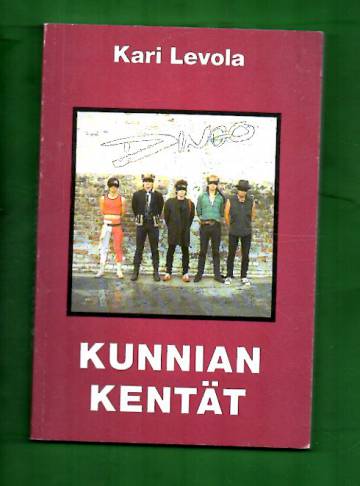 Kari Levola
DINGO
KUNNIAN
KENTÄT